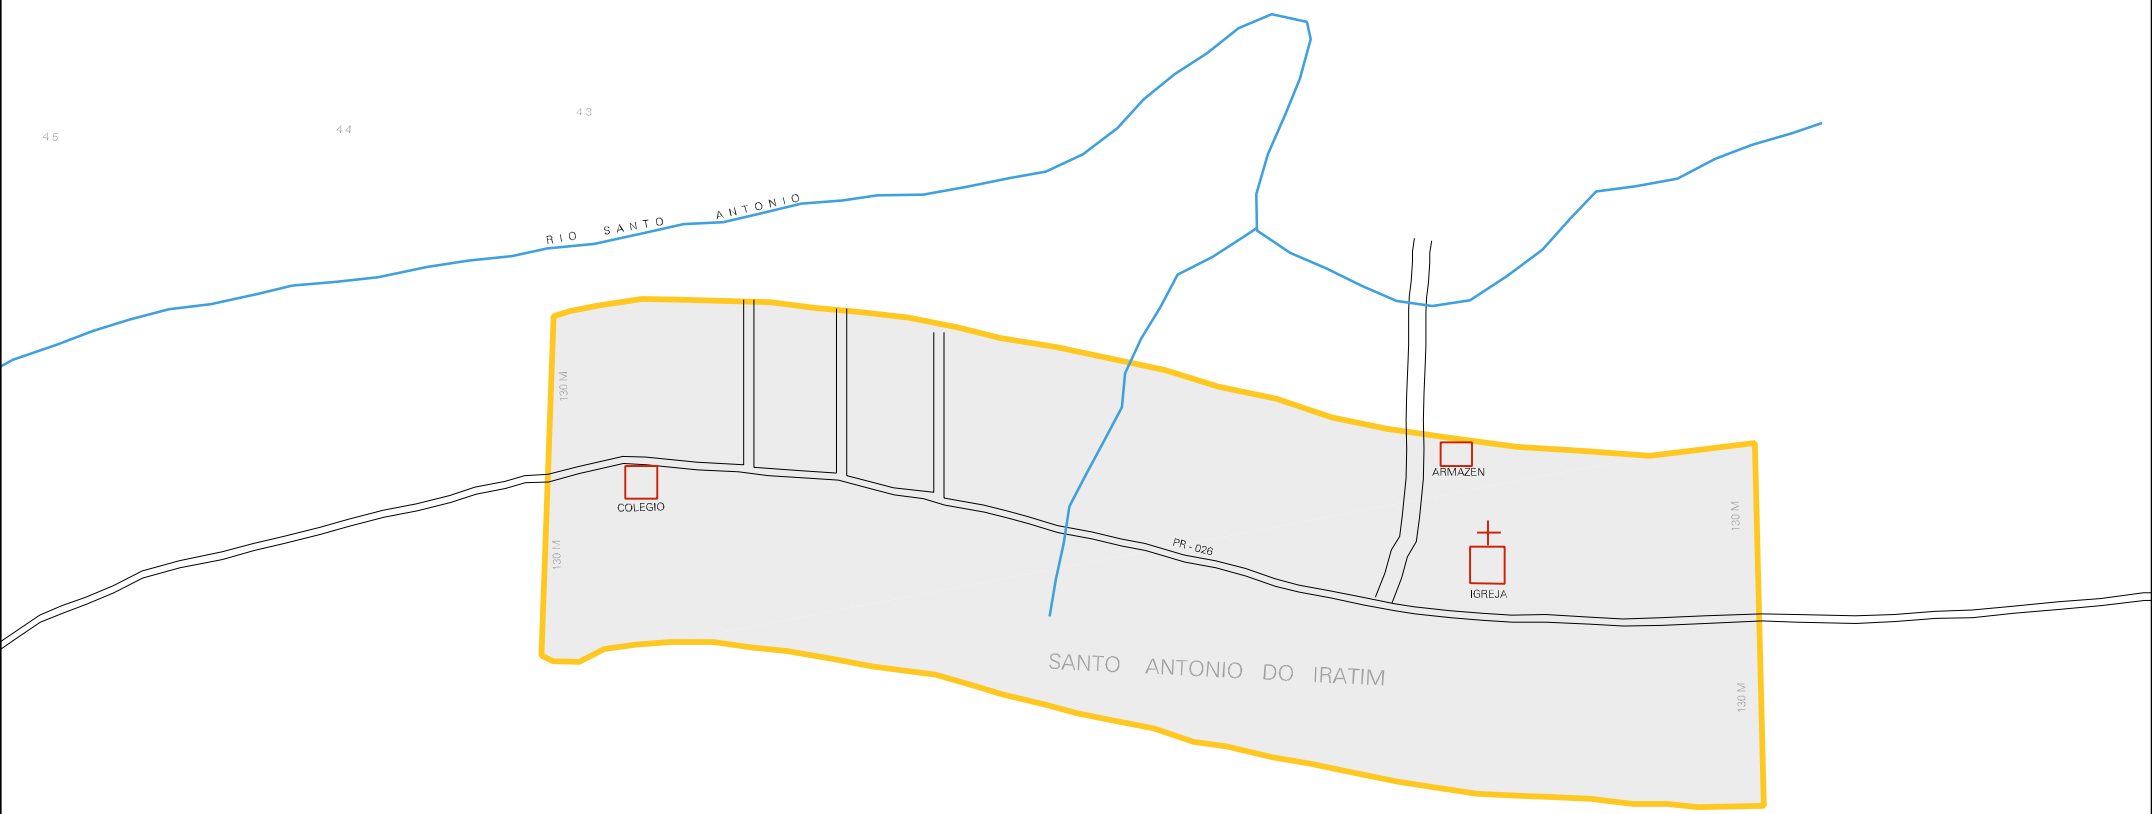 43
44
45
RIO SANTO ANTONIO
130 M
ARMAZEN
COLEGIO
130 M
130 M
PR - 026
IGREJA
SANTO ANTONIO DO IRATIM
130 M